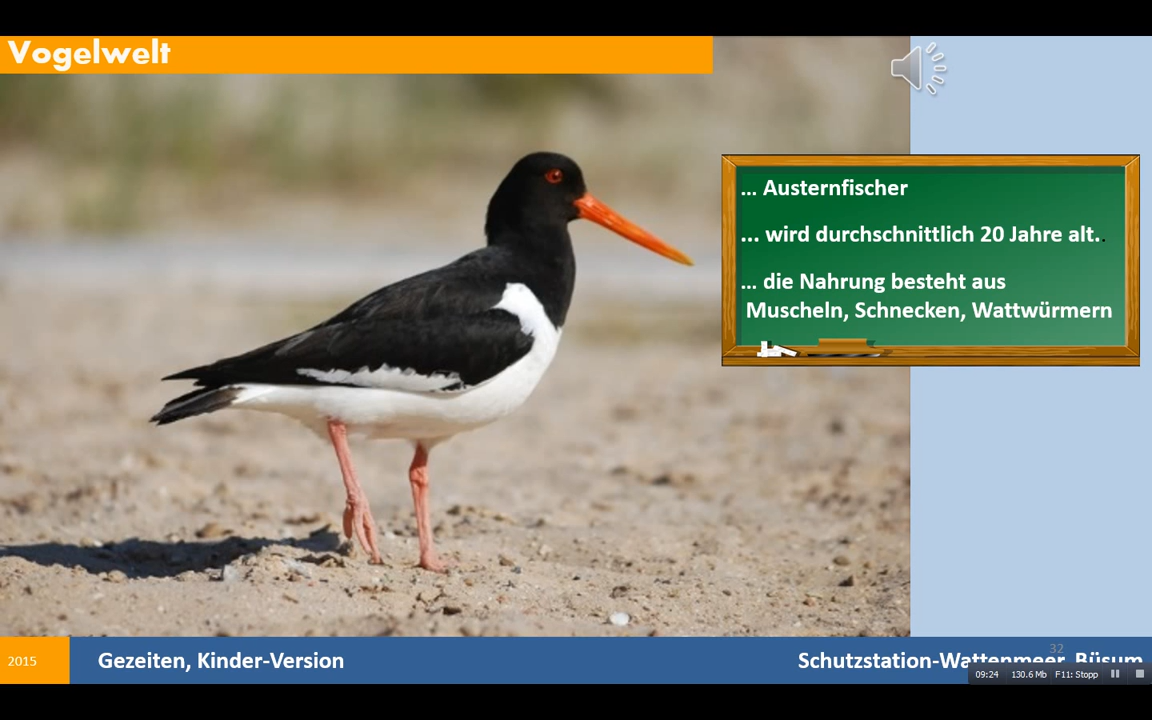 Vogelwelt
... Austernfischer
... wird durchschnittlich 20 Jahre alt..
... die Nahrung besteht aus
Muscheln, Schnecken, Wattwürmern
32
2015
Gezeiten, Kinder-Version
Schutzstation-Wattenmeer, Büsum
09:24 130.6 Mb F11: Stopp